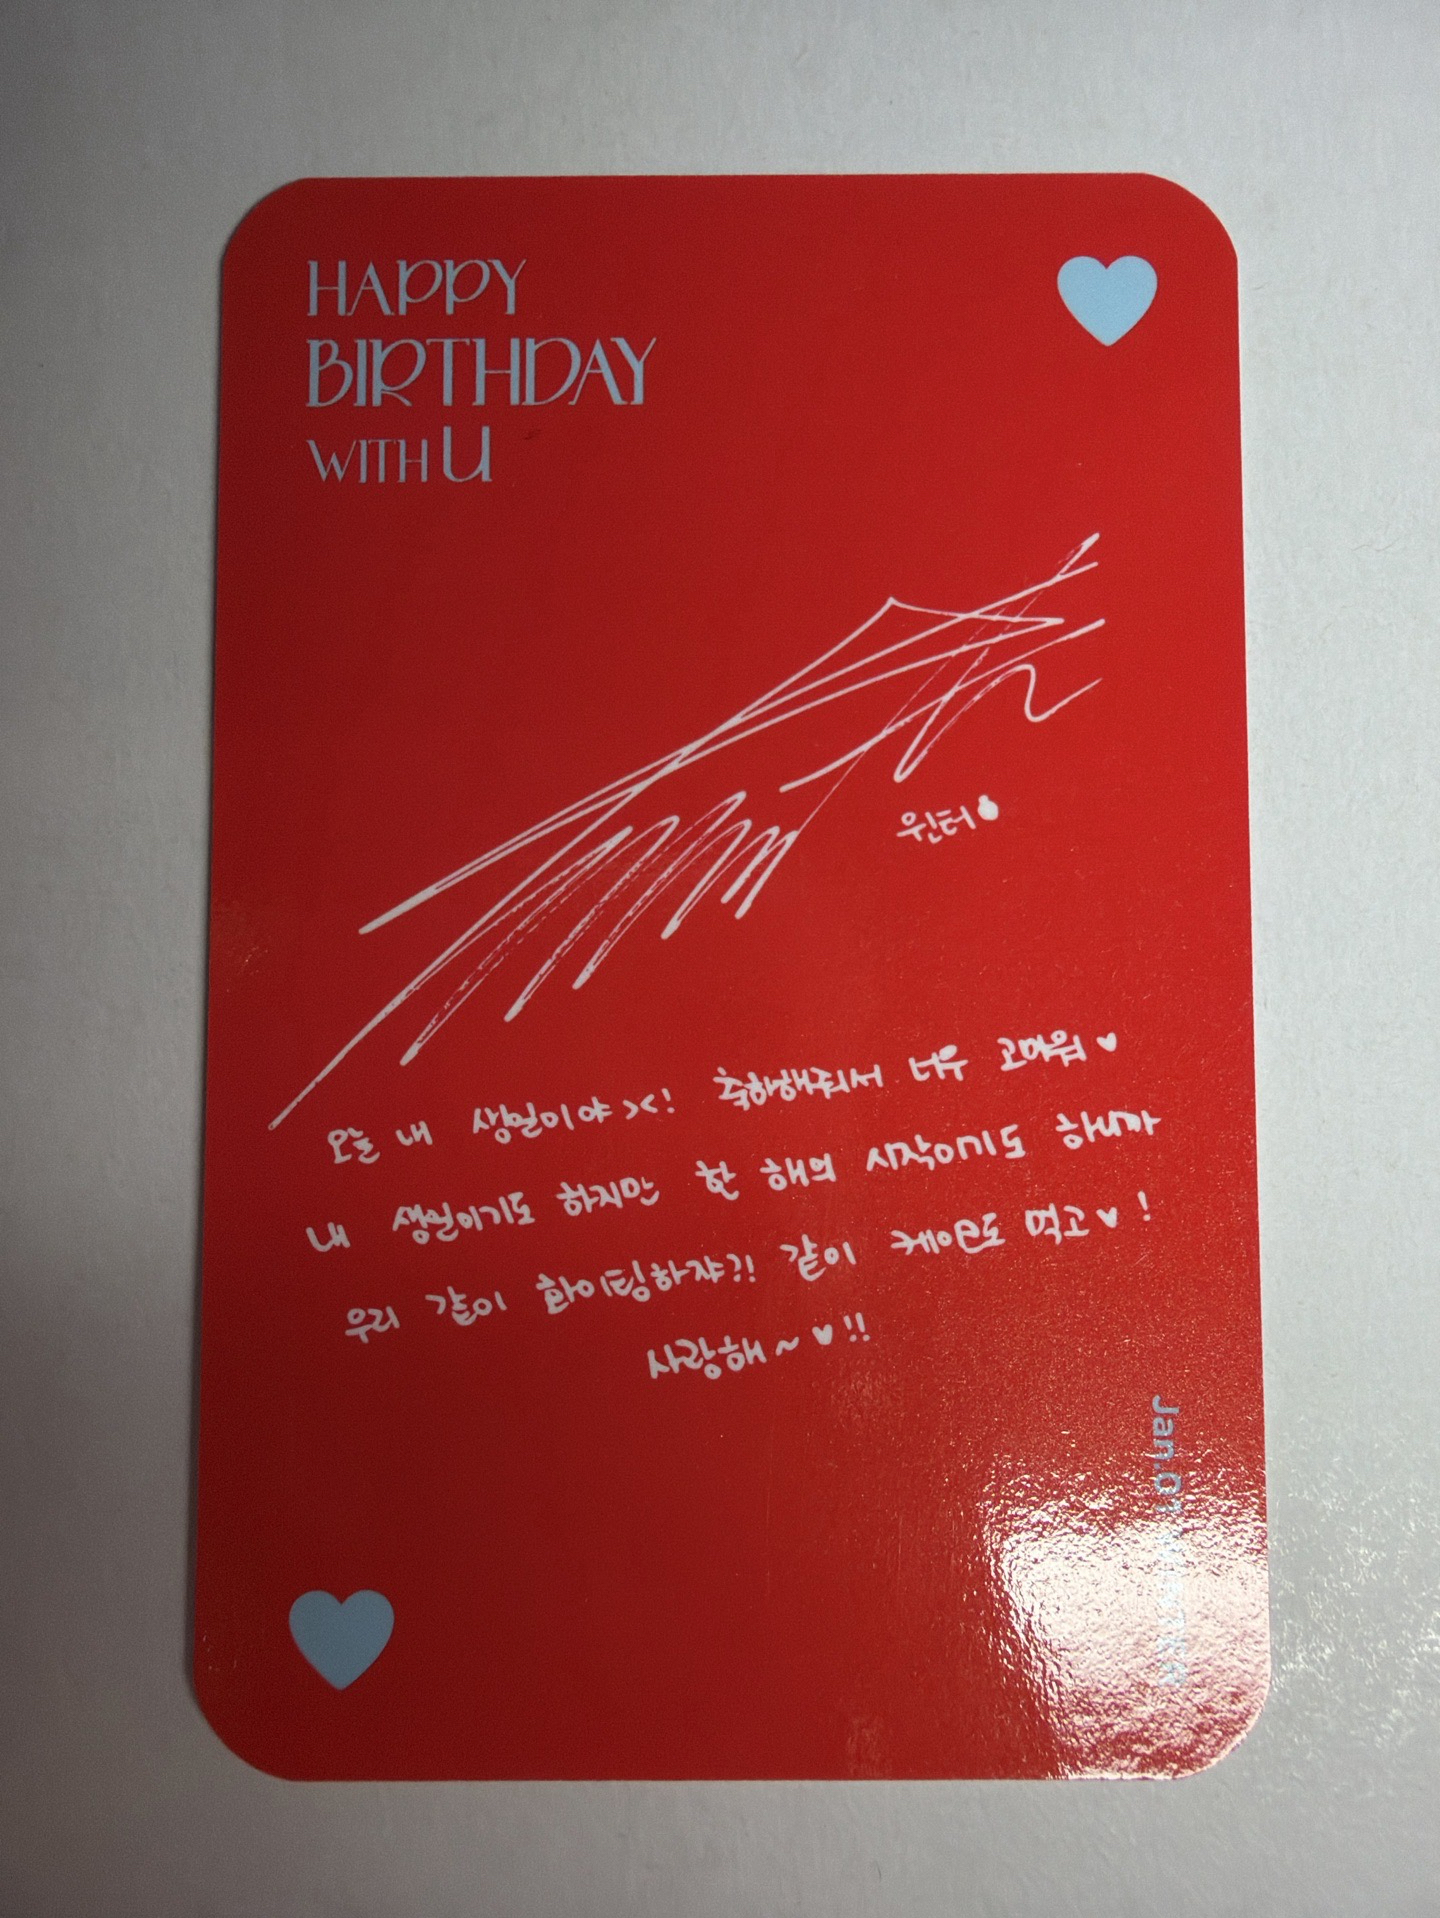 HAPPY
BIRTHDAY
WITH U
윈터
오늘 내 생일이야 ><! 축하해줘서 너무 고마워 ♥
내 생일이기도 하지만 한 해의 시작이기도 하니까
우리 같이 화이팅하쟈?! 같이 케이크도 먹고 ♥ !
사랑해 ~ ♥ !!
Jan.01